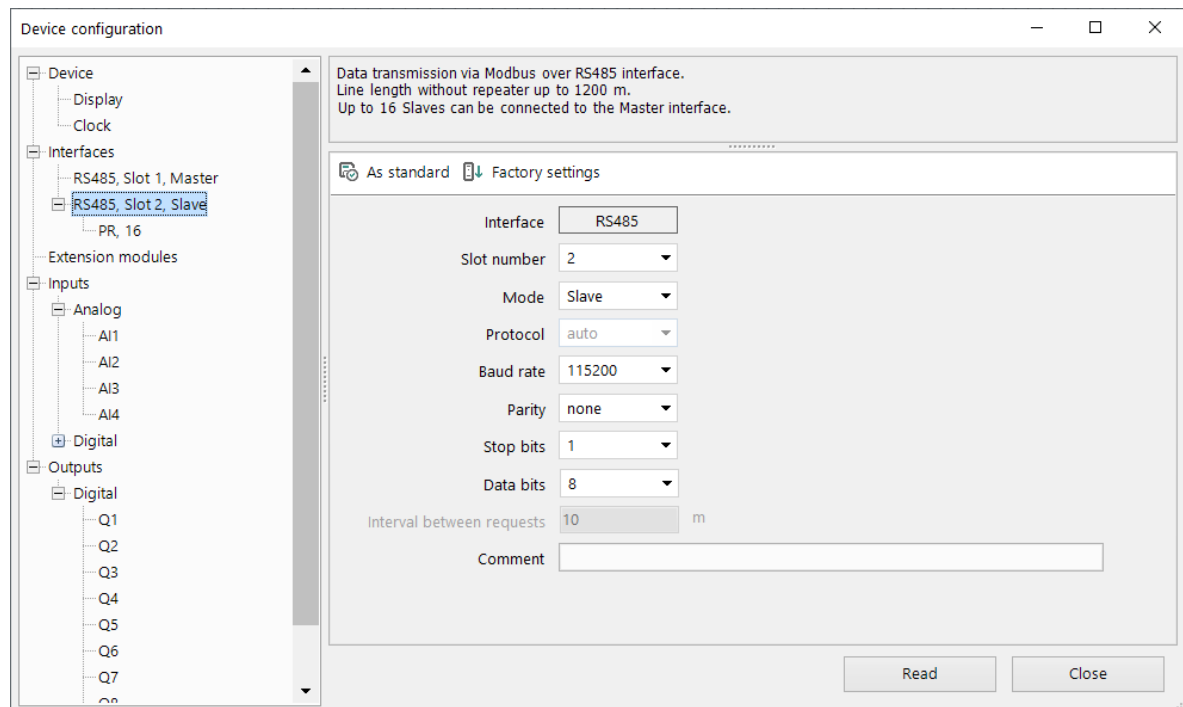 Device configuration
Device
Display
Clock
Interfaces
RS485, Slot 1, Master
RS485, Slot 2, Slave
PR, 16
Extension modules
Inputs
Analog
AI1
AI2
AI3
AI4
Digital
Outputs
Digital
Q1
Q2
Q3
Q4
Q5
Q6
Q7
Data transmission via Modbus over RS485 interface.
Line length without repeater up to 1200 m.
Up to 16 Slaves can be connected to the Master interface.
As standard Factory settings
Interface RS485
Slot number 2
Mode Slave
Protocol auto
Baud rate 115200
Parity none
Stop bits 1
Data bits 8
Interval between requests 10 m
Comment
Read Close